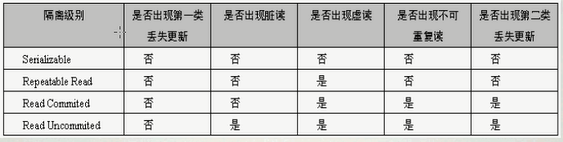 隔离级别 是否出现第一类丢失更新 是否出现脏读 是否出现虚读 是否出现不可重复读 是否出现第二类丢失更新
Serializable 否 否 否 否 否
Repeatable Read 否 否 是 否 否
Read Commited 否 否 是 是 是
Read Uncommited 否 是 是 是 是